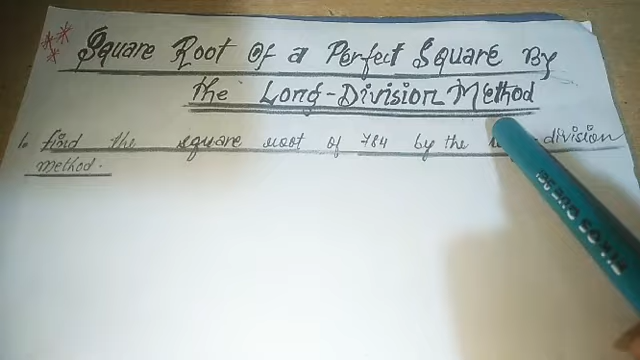 Square Root Of a Perfect Square By
The Long-Division Method
1. find the square root of 784 by the division
method.